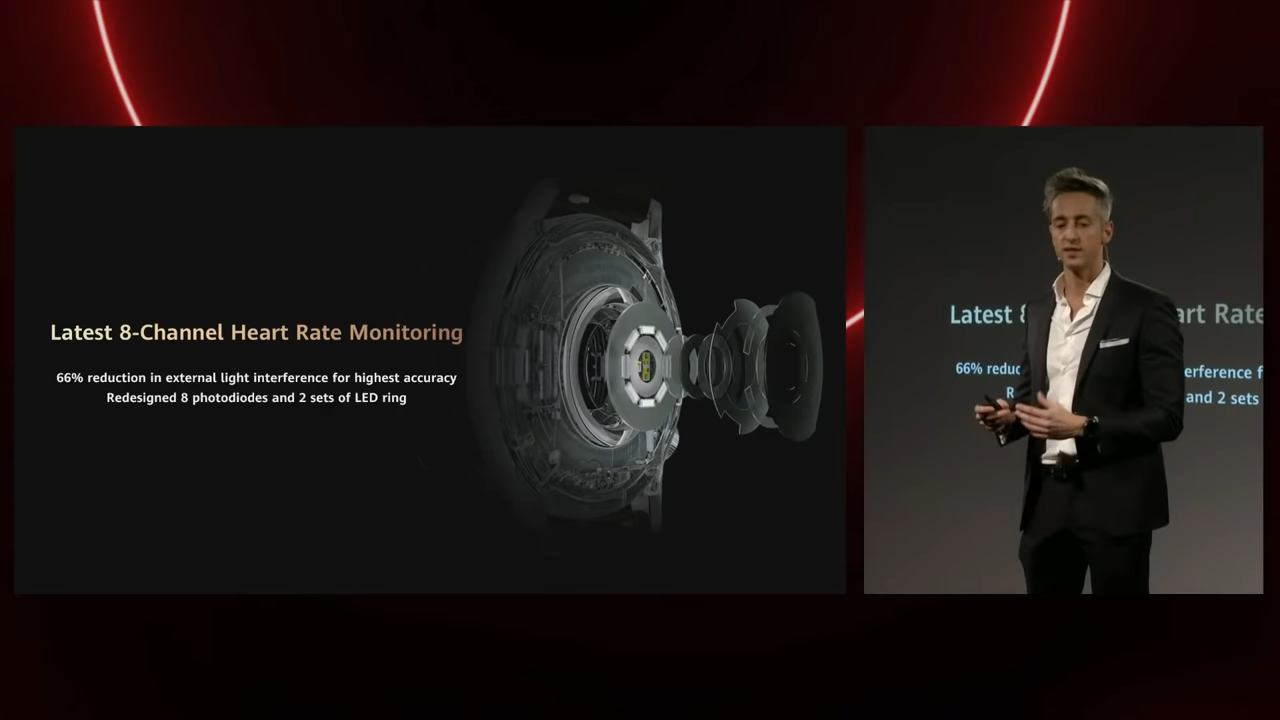 Latest 8-Channel Heart Rate Monitoring
66% reduction in external light interference for highest accuracy
Redesigned 8 photodiodes and 2 sets of LED ring
Latest 8 art Rate
66% reduc erference f
R and 2 sets